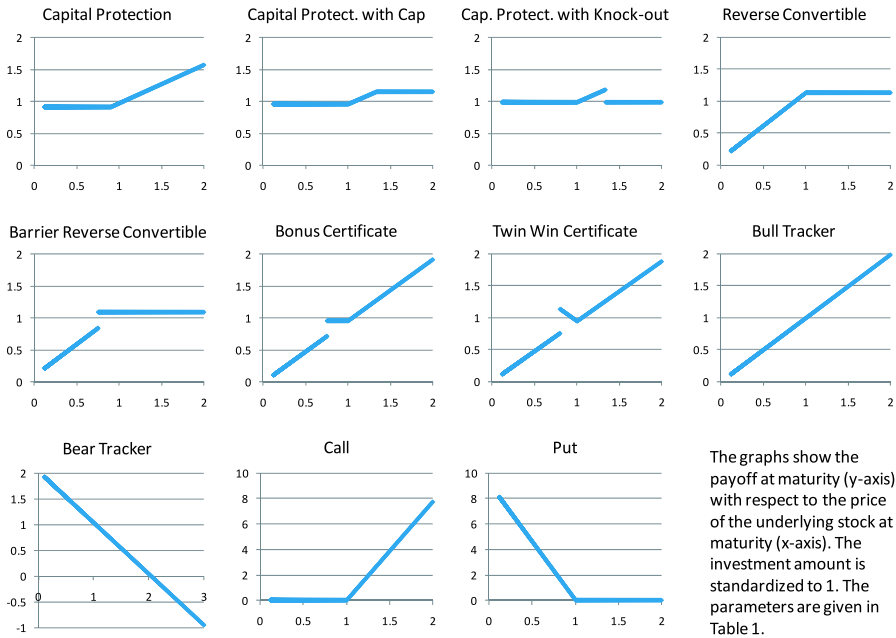 Capital Protection
2
1.5
1
0.5
0
0 0.5 1 1.5 2
Capital Protect. with Cap
2
1.5
1
0.5
0
0 0.5 1 1.5 2
Cap. Protect. with Knock-out
2
1.5
1
0.5
0
0 0.5 1 1.5 2
Reverse Convertible
2
1.5
1
0.5
0
0 0.5 1 1.5 2
Barrier Reverse Convertible
2
1.5
1
0.5
0
0 0.5 1 1.5 2
Bonus Certificate
2
1.5
1
0.5
0
0 0.5 1 1.5 2
Twin Win Certificate
2
1.5
1
0.5
0
0 0.5 1 1.5 2
Bull Tracker
2
1.5
1
0.5
0
0 0.5 1 1.5 2
Bear Tracker
2
1.5
1
0.5
0
-0.5
-1
0 1 2 3
Call
10
8
6
4
2
0
0 0.5 1 1.5 2
Put
10
8
6
4
2
0
0 0.5 1 1.5 2
The graphs show the
payoff at maturity (y-axis)
with respect to the price
of the underlying stock at
maturity (x-axis). The
investment amount is
standardized to 1. The
parameters are given in
Table 1.